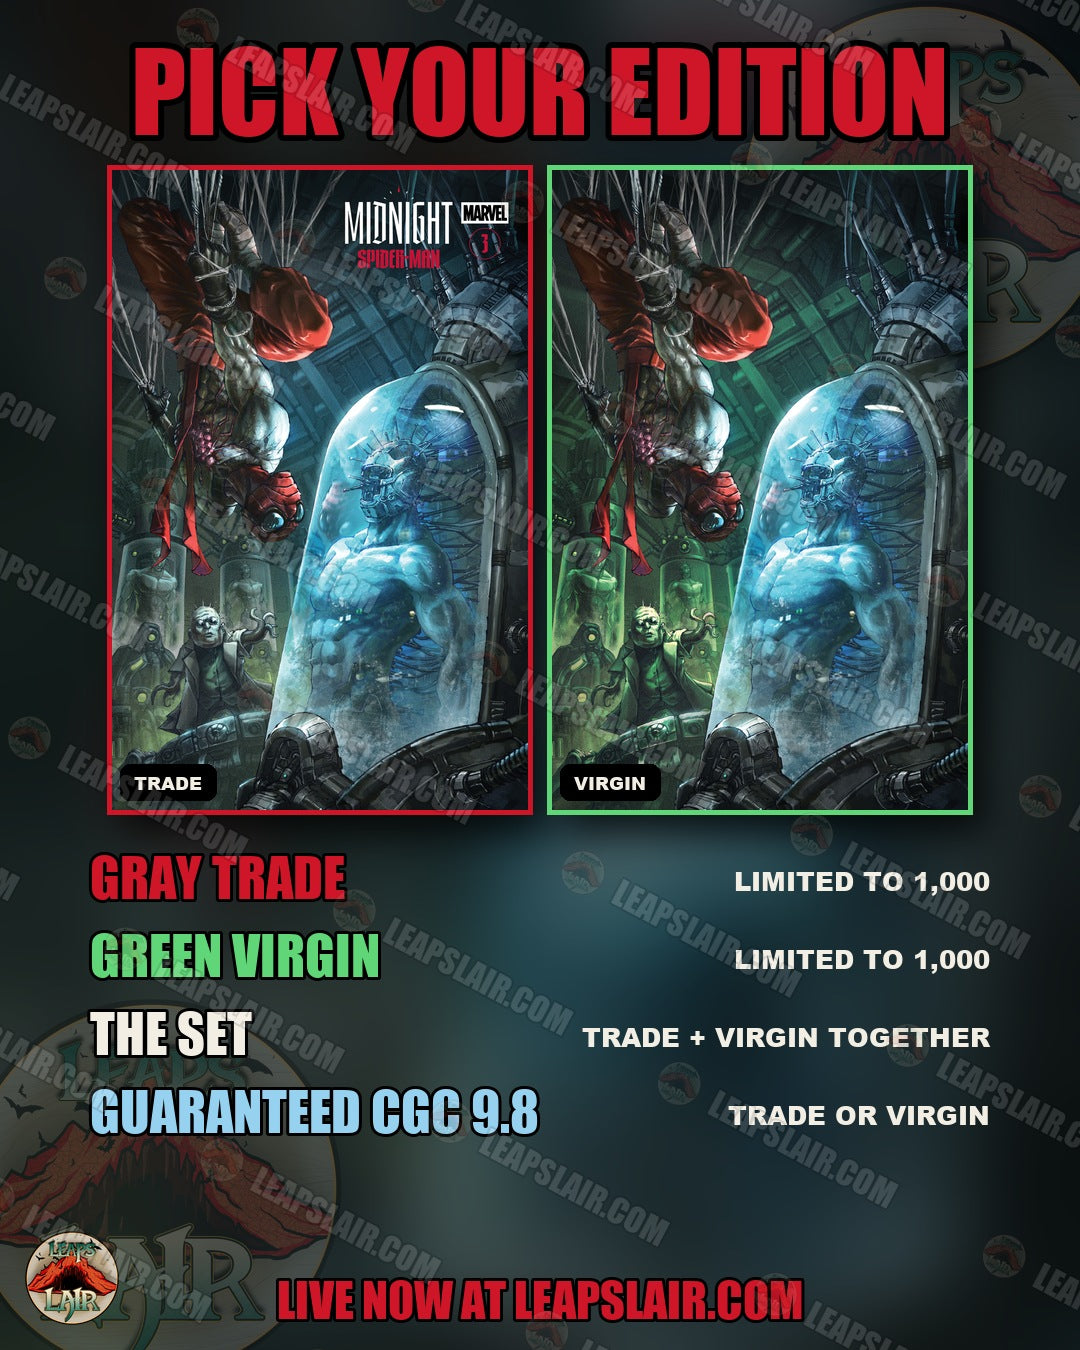 PICK YOUR EDITION
MIDNIGHT
MARVEL
SPIDER-MAN
TRADE
VIRGIN
GRAY TRADE
LIMITED TO 1,000
GREEN VIRGIN
LIMITED TO 1,000
THE SET
TRADE + VIRGIN TOGETHER
GUARANTEED CGC 9.8
TRADE OR VIRGIN
LEAPS
LAIR
LIVE NOW AT LEAPSLAIR.COM
LEAPSLAIR.COM